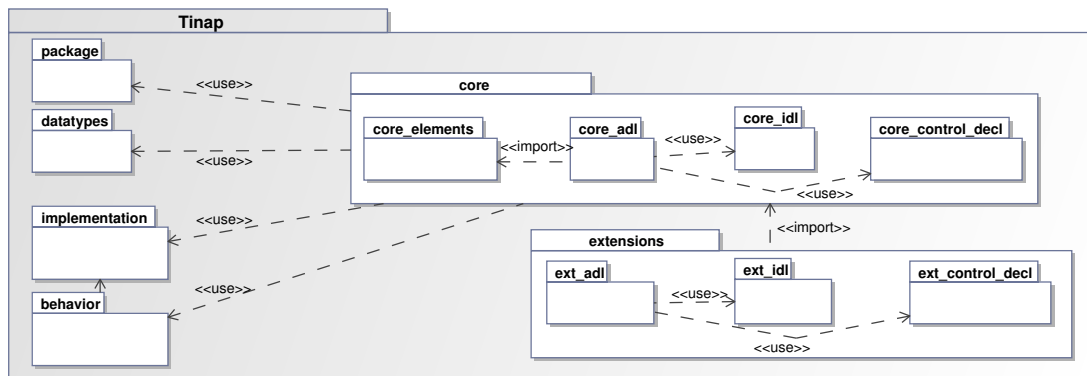 Tinap
package
<<use>>
core
datatypes
core_elements
core_adl
core_idl
core_control_decl
<<import>>
<<use>>
<<use>>
<<use>>
implementation
<<use>>
<<import>>
extensions
ext_adl
ext_idl
ext_control_decl
behavior
<<use>>
<<use>>
<<use>>